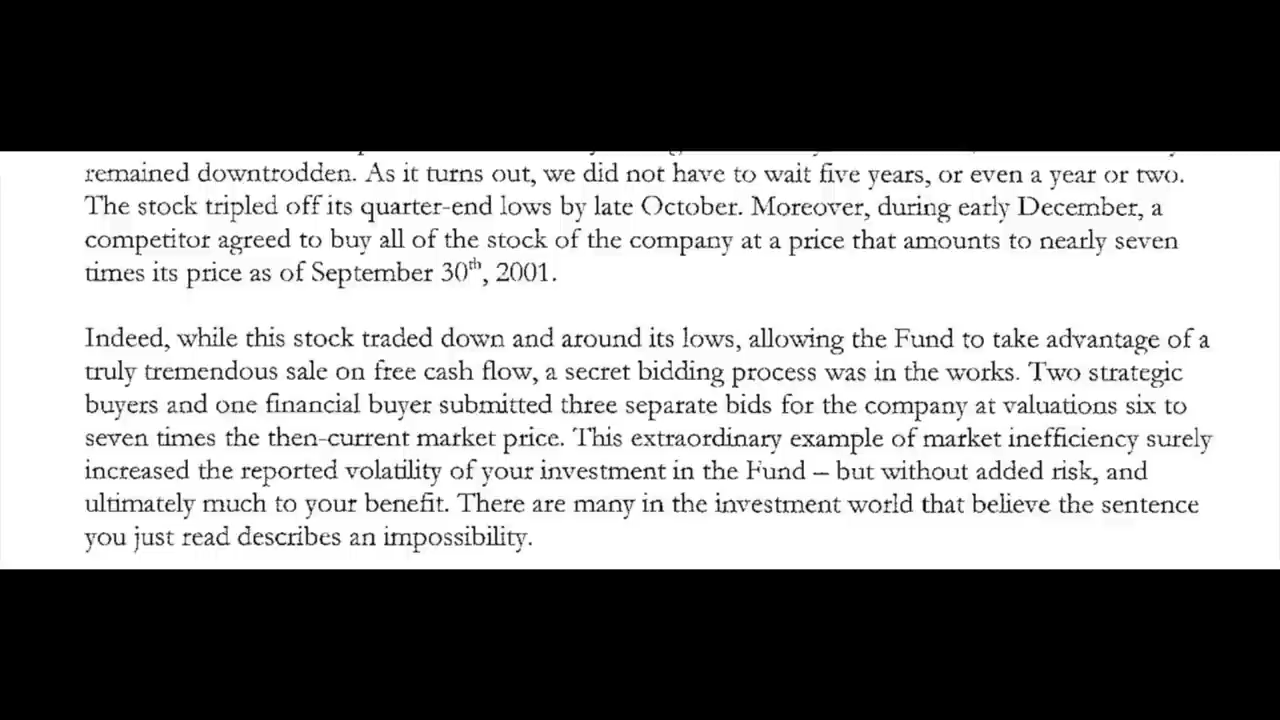 remained downtrodden. As it turns out, we did not have to wait five years, or even a year or two.
The stock tripled off its quarter-end lows by late October. Moreover, during early December, a
competitor agreed to buy all of the stock of the company at a price that amounts to nearly seven
times its price as of September 30th, 2001.
Indeed, while this stock traded down and around its lows, allowing the Fund to take advantage of a
truly tremendous sale on free cash flow, a secret bidding process was in the works. Two strategic
buyers and one financial buyer submitted three separate bids for the company at valuations six to
seven times the then-current market price. This extraordinary example of market inefficiency surely
increased the reported volatility of your investment in the Fund – but without added risk, and
ultimately much to your benefit. There are many in the investment world that believe the sentence
you just read describes an impossibility.